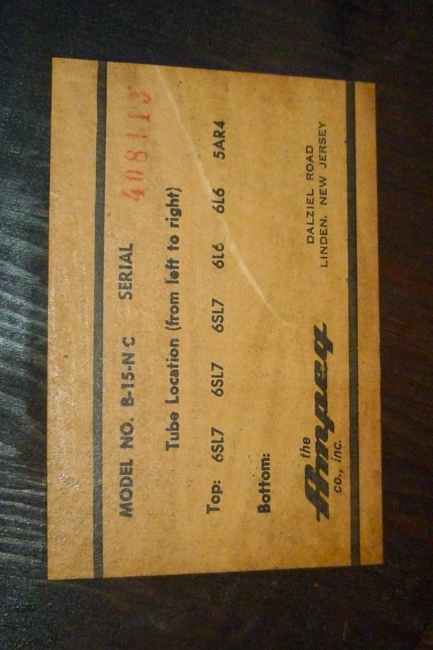 MODEL NO. B-15-N C SERIAL 408113
Tube Location (from left to right)
Top: 6SL7 6SL7 6SL7 6L6 6L6 5AR4
Bottom:
the
Ampeg
co., inc.
DALZIEL ROAD
LINDEN, NEW JERSEY